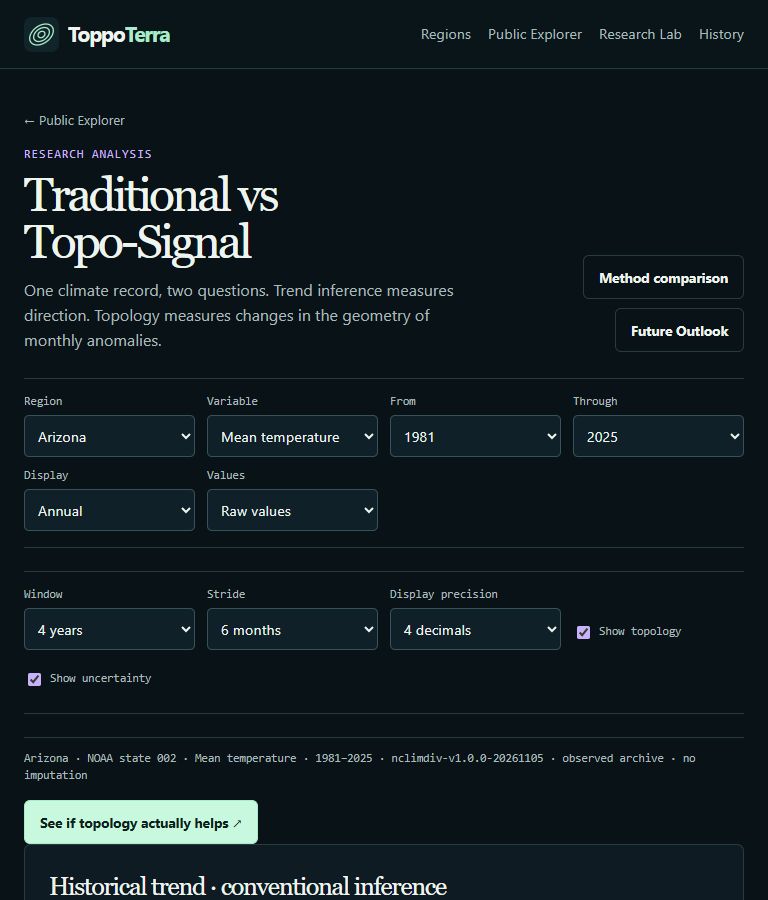 ToppoTerra
Regions Public Explorer Research Lab History
← Public Explorer
RESEARCH ANALYSIS
Traditional vs
Topo-Signal
One climate record, two questions. Trend inference measures
direction. Topology measures changes in the geometry of
monthly anomalies.
Method comparison
Future Outlook
Region Variable From Through
Arizona Mean temperature 1981 2025
Display Values
Annual Raw values
Window Stride Display precision
4 years 6 months 4 decimals Show topology
Show uncertainty
Arizona · NOAA state 002 · Mean temperature · 1981–2025 · nclimdiv-v1.0.0-20261105 · observed archive · no
imputation
See if topology actually helps ↗
Historical trend · conventional inference